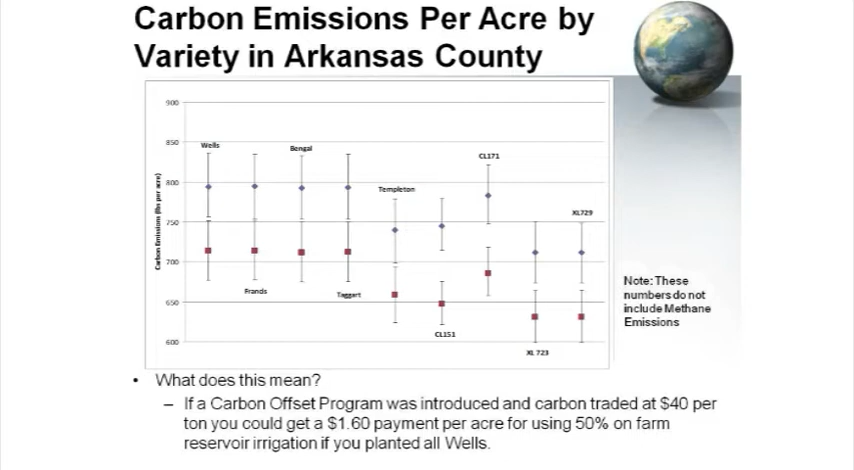 Carbon Emissions Per Acre by
Variety in Arkansas County
900
850
800
750
700
650
600
Carbon Emissions (lbs per acre)
Wells
Francis
Bengal
Taggart
Templeton
CL151
CL171
XL 723
XL729
Note: These
numbers do not
include Methane
Emissions
• What does this mean?
– If a Carbon Offset Program was introduced and carbon traded at $40 per
ton you could get a $1.60 payment per acre for using 50% on farm
reservoir irrigation if you planted all Wells.